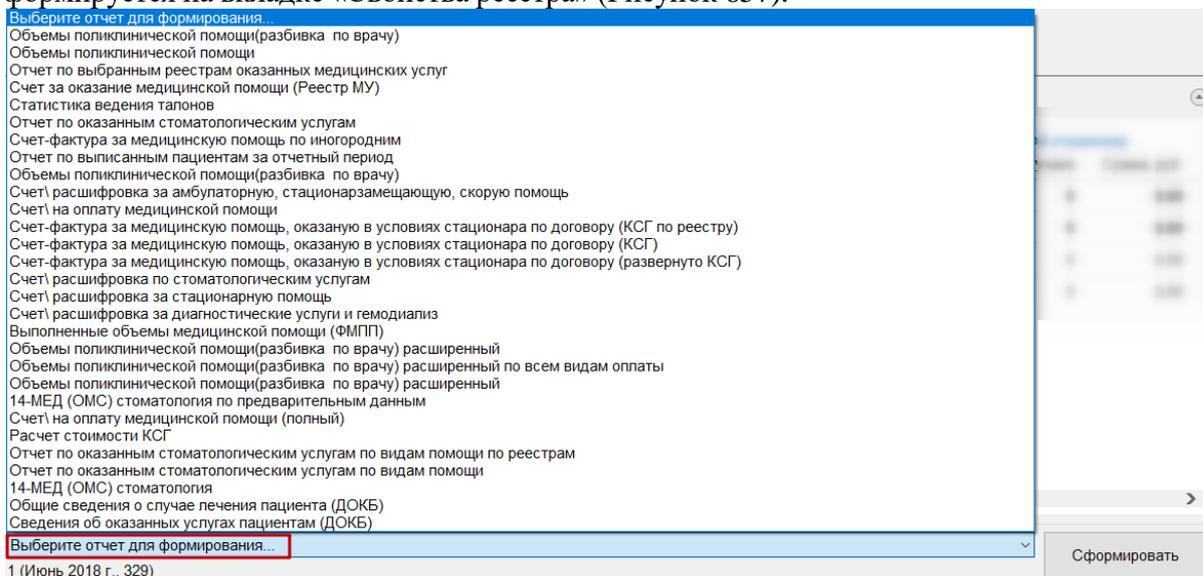 формируется на вкладке «Свойства реестра» (Рисунок 637).
Выберите отчет для формирования...
Объемы поликлинической помощи(разбивка  по врачу)
Объемы поликлинической помощи
Отчет по выбранным реестрам оказанных медицинских услуг
Счет за оказание медицинской помощи (Реестр МУ)
Статистика ведения талонов
Отчет по оказанным стоматологическим услугам
Счет-фактура за медицинскую помощь по иногородним
Отчет по выписанным пациентам за отчетный период
Объемы поликлинической помощи(разбивка  по врачу)
Счет\ расшифровка за амбулаторную, стационарзамещающую, скорую помощь
Счет\ на оплату медицинской помощи
Счет-фактура за медицинскую помощь, оказаную в условиях стационара по договору (КСГ по реестру)
Счет-фактура за медицинскую помощь, оказаную в условиях стационара по договору (КСГ)
Счет-фактура за медицинскую помощь, оказаную в условиях стационара по договору (развернуто КСГ)
Счет\ расшифровка по стоматологическим услугам
Счет\ расшифровка за стационарную помощь
Счет\ расшифровка за диагностические услуги и гемодиализ
Выполненные объемы медицинской помощи (ФМПП)
Объемы поликлинической помощи(разбивка  по врачу) расширенный
Объемы поликлинической помощи(разбивка  по врачу) расширенный по всем видам оплаты
Объемы поликлинической помощи(разбивка  по врачу) расширенный
14-МЕД (ОМС) стоматология по предварительным данным
Счет\ на оплату медицинской помощи (полный)
Расчет стоимости КСГ
Отчет по оказанным стоматологическим услугам по видам помощи по реестрам
Отчет по оказанным стоматологическим услугам по видам помощи
14-МЕД (ОМС) стоматология
Общие сведения о случае лечения пациента (ДОКБ)
Сведения об оказанных услугах пациентам (ДОКБ)
Выберите отчет для формирования...
Сформировать
1 (Июнь 2018 г., 329)